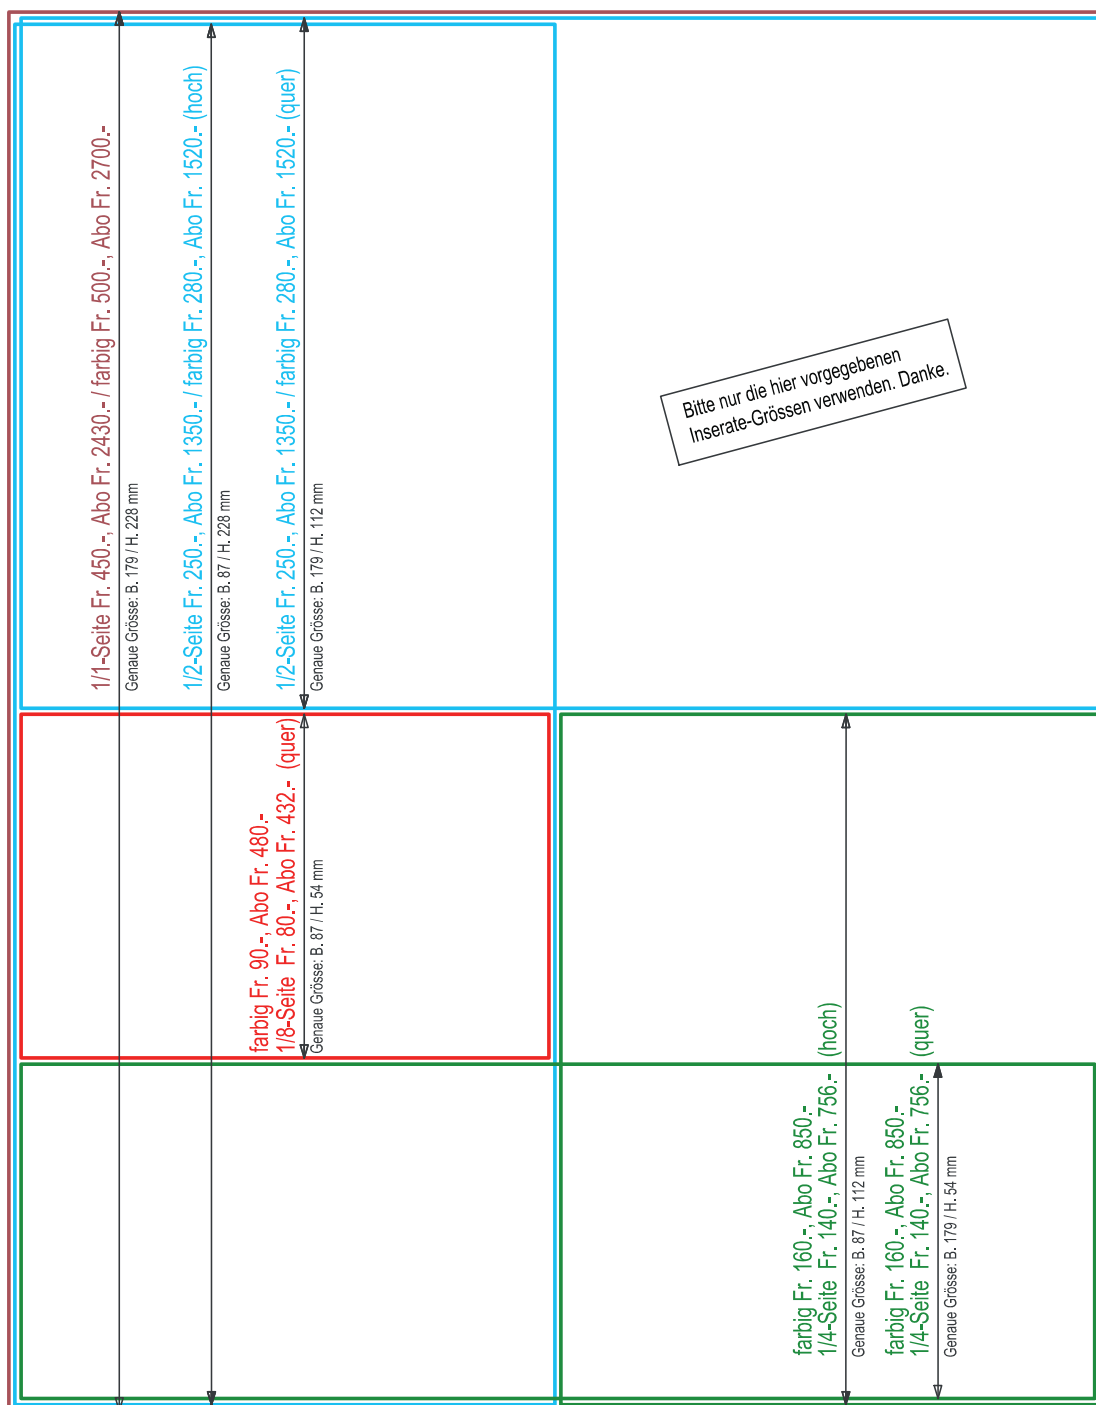 1/1-Seite Fr. 450.-, Abo Fr. 2430.- / farbig Fr. 500.-, Abo Fr. 2700.-
Genaue Grösse: B. 179 / H. 228 mm
1/2-Seite Fr. 250.-, Abo Fr. 1350.- / farbig Fr. 280.-, Abo Fr. 1520.- (hoch)
Genaue Grösse: B. 87 / H. 228 mm
1/2-Seite Fr. 250.-, Abo Fr. 1350.- / farbig Fr. 280.-, Abo Fr. 1520.- (quer)
Genaue Grösse: B. 179 / H. 112 mm
Bitte nur die hier vorgegebenen
Inserate-Grössen verwenden. Danke.
farbig Fr. 90.-, Abo Fr. 480.-
1/8-Seite Fr. 80.-, Abo Fr. 432.- (quer)
Genaue Grösse: B. 87 / H. 54 mm
farbig Fr. 160.-, Abo Fr. 850.-
1/4-Seite Fr. 140.-, Abo Fr. 756.- (hoch)
Genaue Grösse: B. 87 / H. 112 mm
farbig Fr. 160.-, Abo Fr. 850.-
1/4-Seite Fr. 140.-, Abo Fr. 756.- (quer)
Genaue Grösse: B. 179 / H. 54 mm